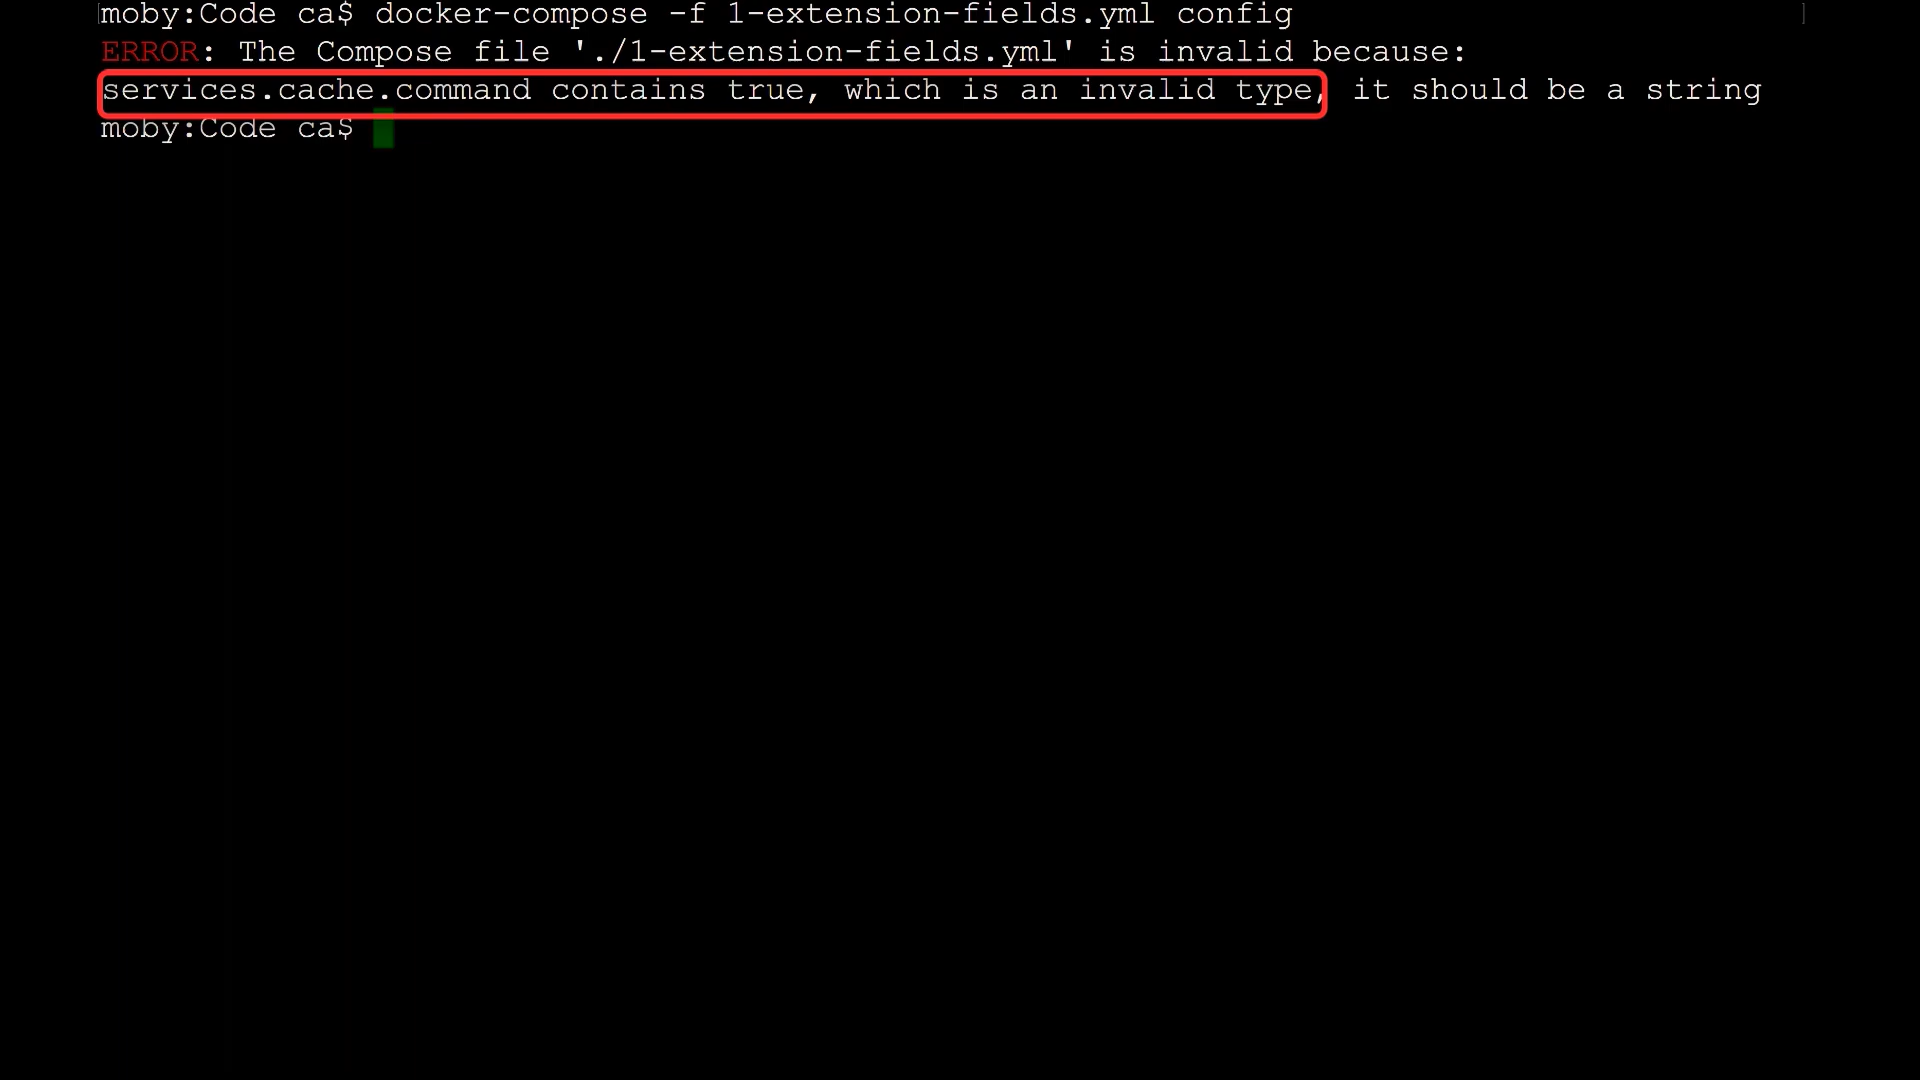 moby:Code ca$ docker-compose -f 1-extension-fields.yml config
ERROR: The Compose file './1-extension-fields.yml' is invalid because:
services.cache.command contains true, which is an invalid type, it should be a string
moby:Code ca$